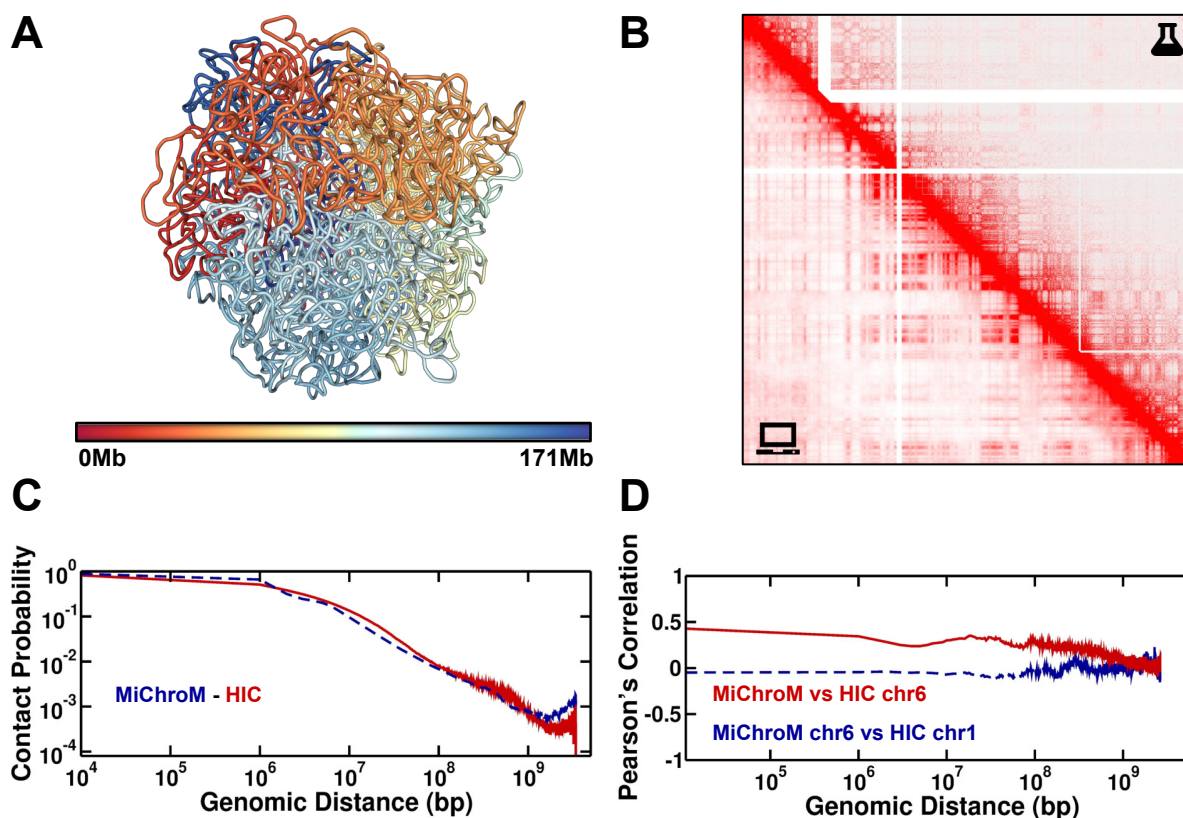 A
B
0Mb
171Mb
C
Contact Probability
10^0
10^-1
10^-2
10^-3
10^-4
MiChroM - HIC
10^4
10^5
10^6
10^7
10^8
10^9
Genomic Distance (bp)
D
Pearson's Correlation
1
0.5
0
-0.5
-1
MiChroM vs HIC chr6
MiChroM chr6 vs HIC chr1
10^5
10^6
10^7
10^8
10^9
Genomic Distance (bp)